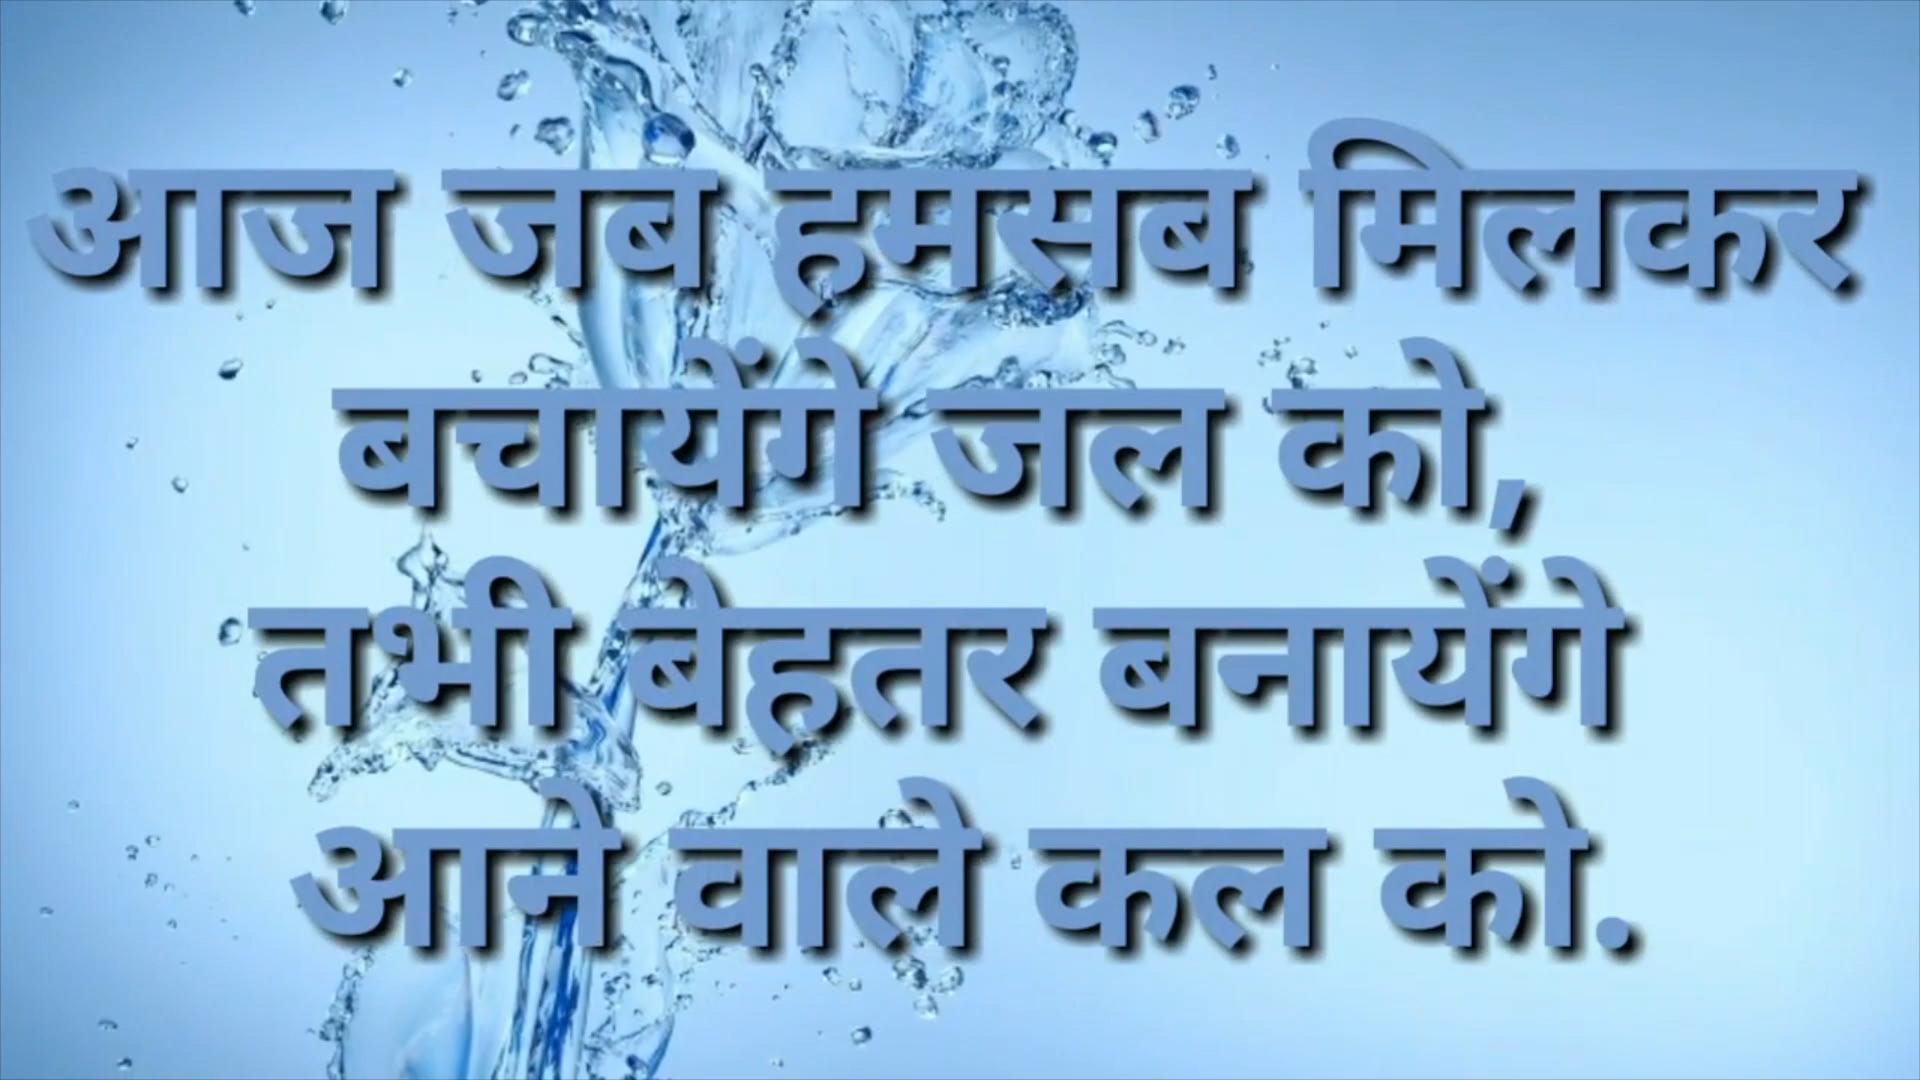 आज जब हमसब मिलकर
बचायेंगे जल को,
तभी बेहतर बनायेंगे
आने वाले कल को.